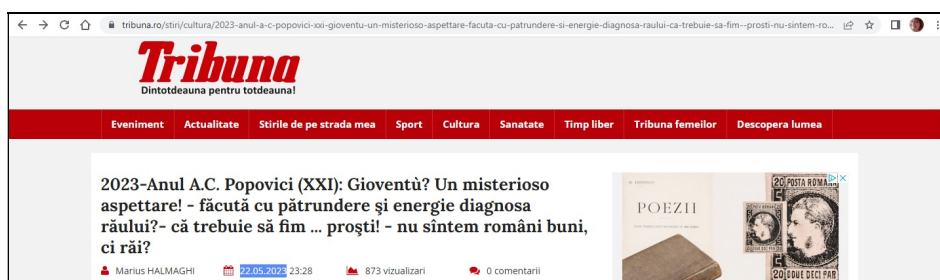 tribuna.ro/stiri/cultura/2023-anul-a-c-popovici-xxi-gioventu-un-misterioso-aspettare-facuta-cu-patrundere-si-energie-diagnosa-raului-ca-trebuie-sa-fim--prosti-nu-sintem-ro...
Tribuna
Dintotdeauna pentru totdeauna!
Eveniment Actualitate Stirile de pe strada mea Sport Cultura Sanatate Timp liber Tribuna femeilor Descopera lumea
2023-Anul A.C. Popovici (XXI): Gioventù? Un misterioso
aspettare! - făcută cu pătrundere şi energie diagnosa
răului?- că trebuie să fim ... proşti! - nu sîntem români buni,
ci răi?
Marius HALMAGHI 22.05.2023 23:28 873 vizualizari 0 comentarii
POEZII
20 POSTA ROMA
20 DOUE DECI PAR